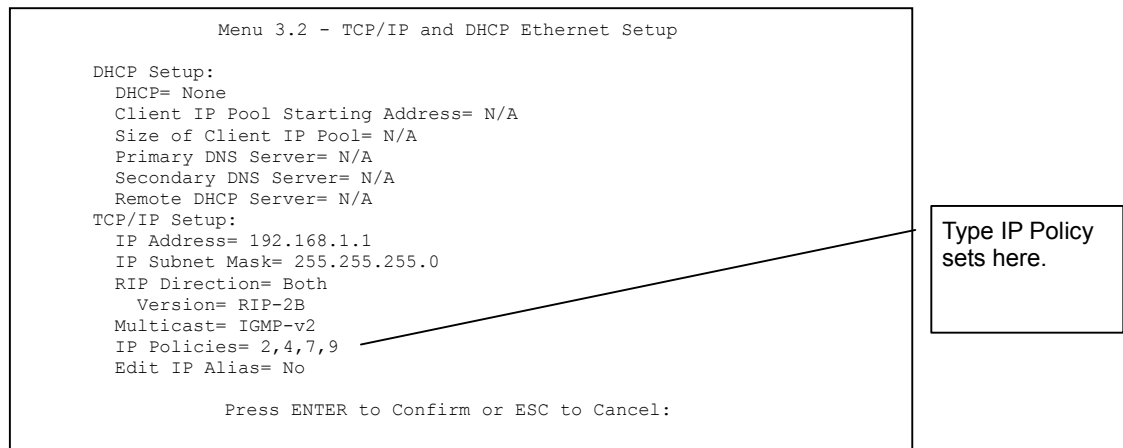 Menu 3.2 - TCP/IP and DHCP Ethernet Setup
DHCP Setup:
DHCP= None
Client IP Pool Starting Address= N/A
Size of Client IP Pool= N/A
Primary DNS Server= N/A
Secondary DNS Server= N/A
Remote DHCP Server= N/A
TCP/IP Setup:
IP Address= 192.168.1.1
IP Subnet Mask= 255.255.255.0
RIP Direction= Both
Version= RIP-2B
Multicast= IGMP-v2
IP Policies= 2,4,7,9
Edit IP Alias= No
Press ENTER to Confirm or ESC to Cancel:
Type IP Policy
sets here.